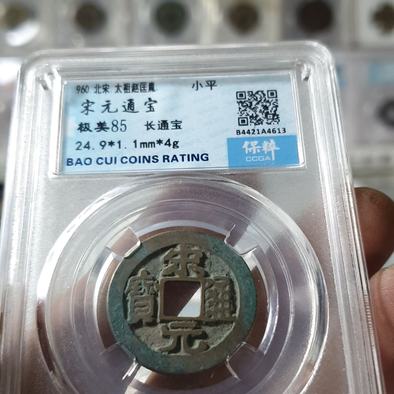 960 北宋 太祖赵匡胤 小平
宋元通宝
极美85 长通宝
24.9*1.1mm*4g
BAO CUI COINS RATING
B4421A4613
保粹
CCGA
宋元通寶